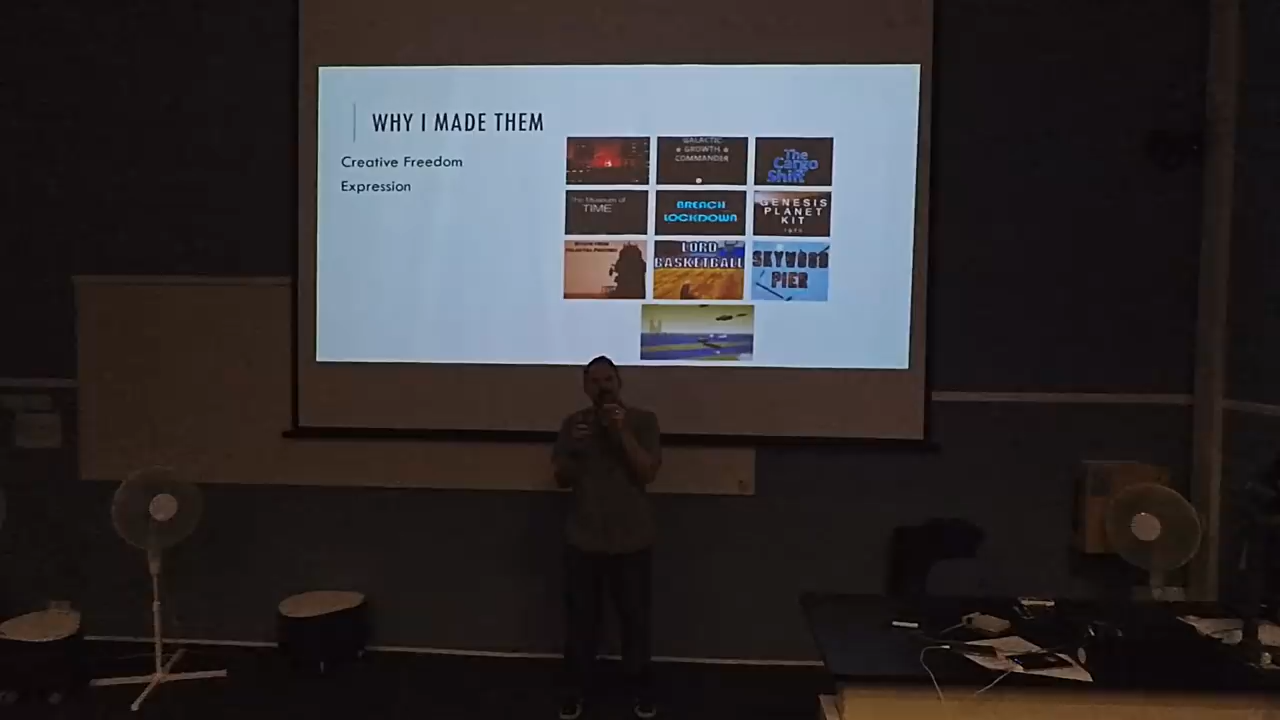 WHY I MADE THEM
Creative Freedom
Expression
GALACTIC
GROWTH
COMMANDER
The
Cargo
Shift
The Museum of
TIME
BREACH
LOCKDOWN
GENESIS
PLANET
KIT
LORD
BASKETBALL
SKYWOOD
PIER